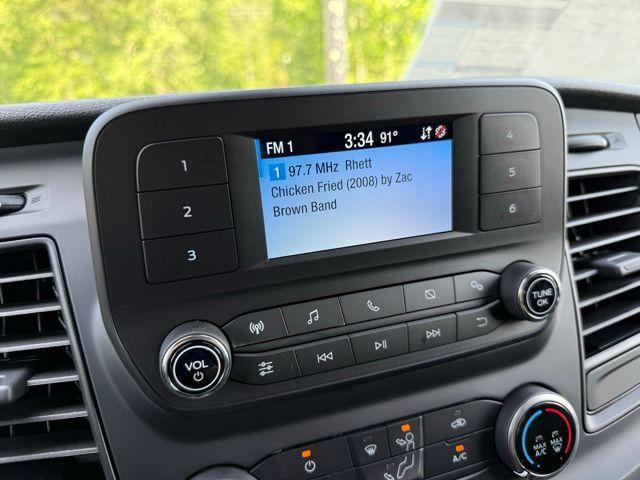 FM 1 3:34 91°
1 97.7 MHz Rhett
Chicken Fried (2008) by Zac
Brown Band
1
2
3
4
5
6
VOL
TUNE
OK
MAX
A/C
MAX
A/C